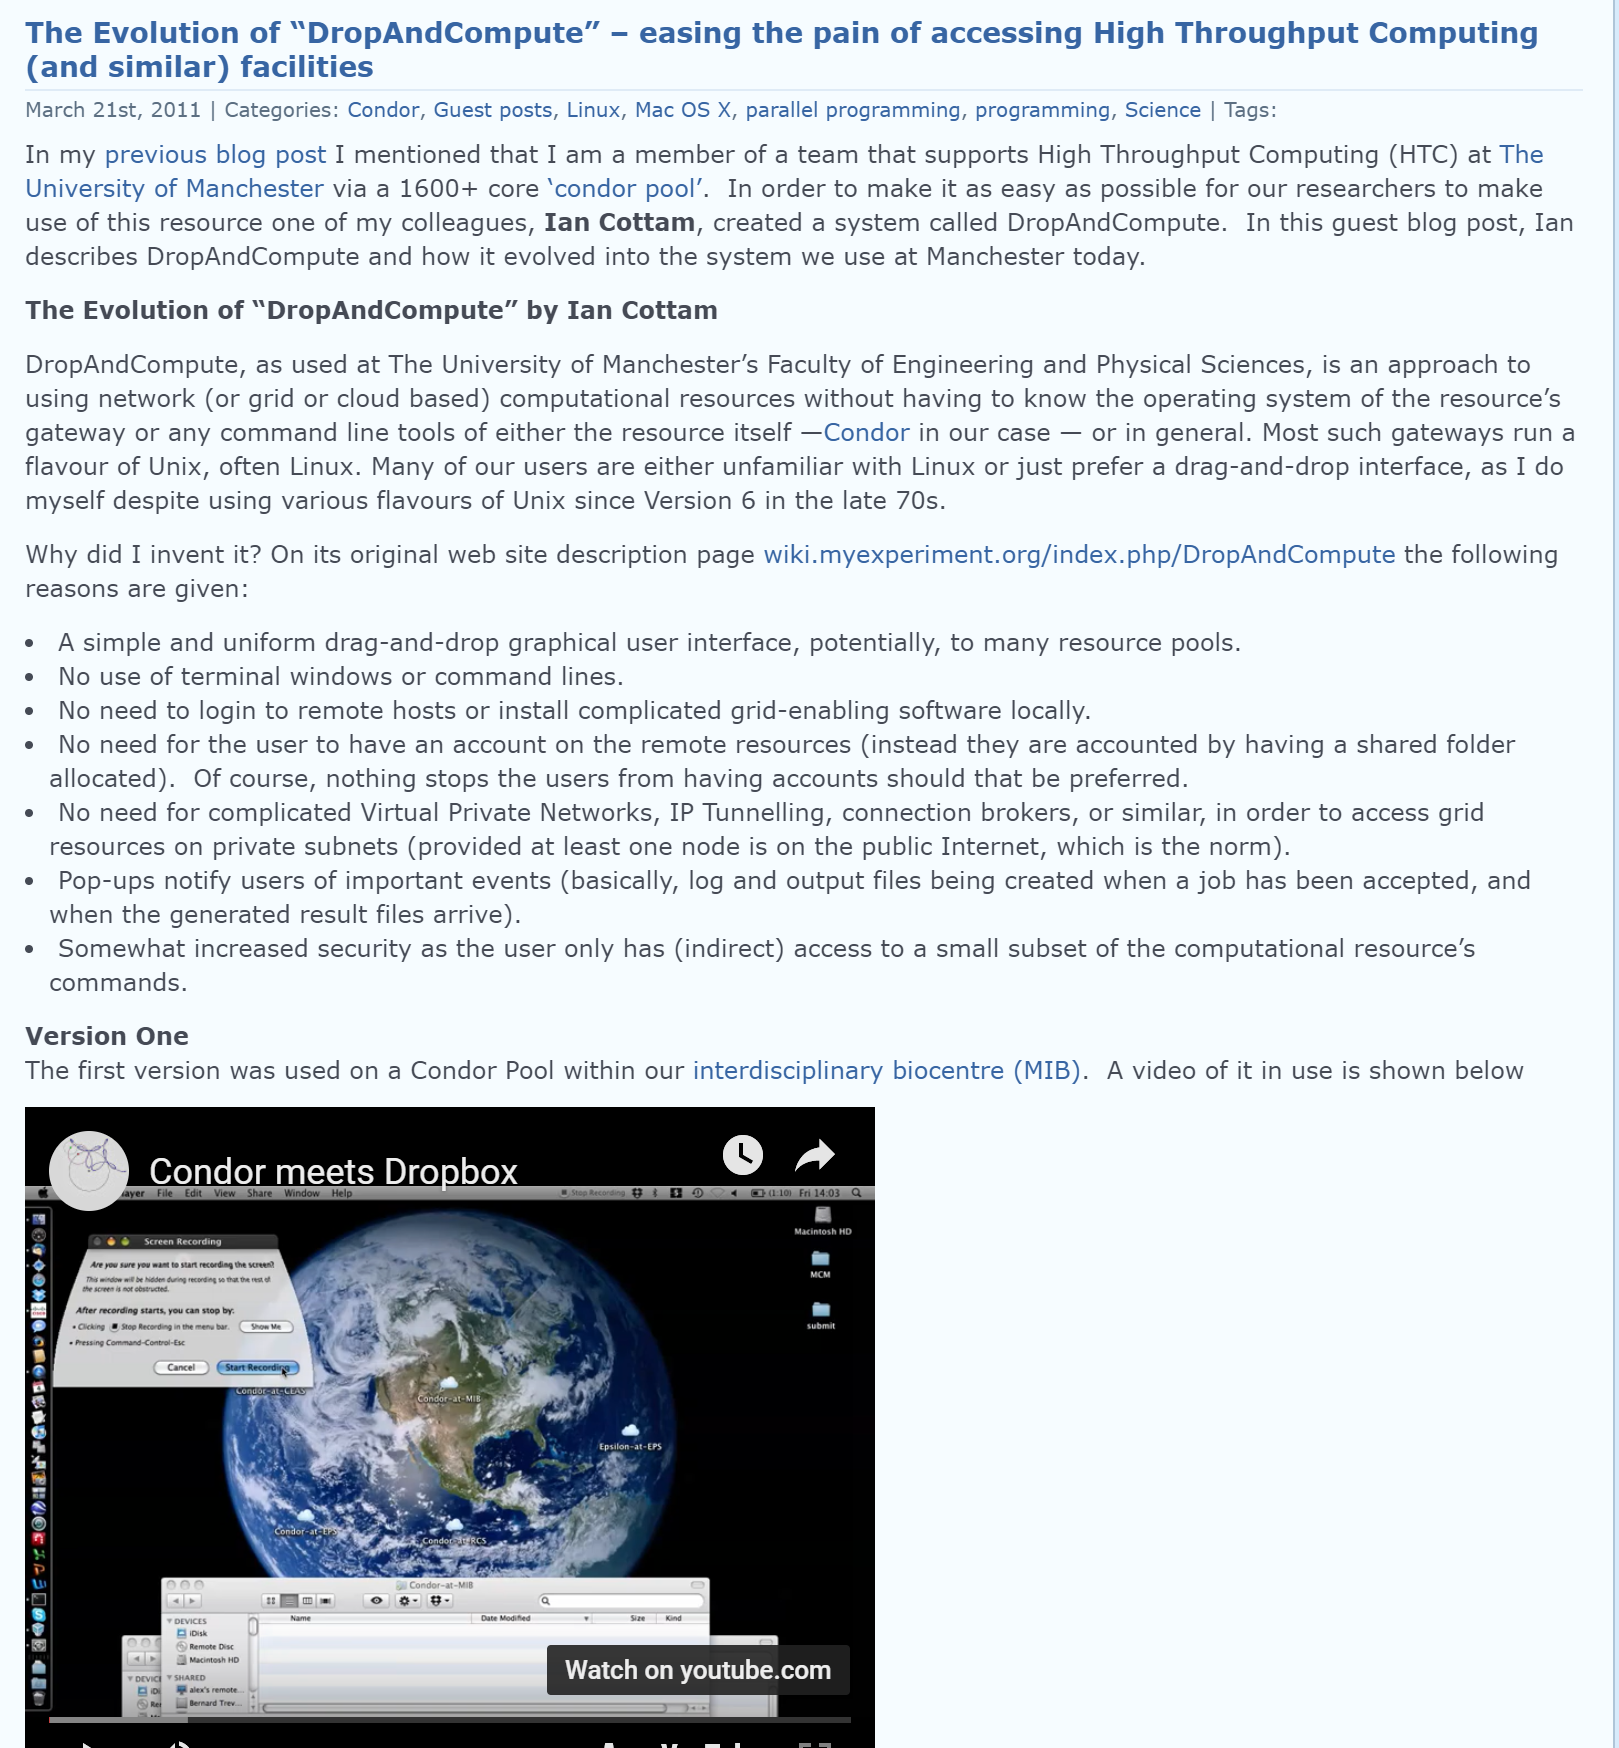 The Evolution of “DropAndCompute” – easing the pain of accessing High Throughput Computing
(and similar) facilities
March 21st, 2011 | Categories: Condor, Guest posts, Linux, Mac OS X, parallel programming, programming, Science | Tags:
In my previous blog post I mentioned that I am a member of a team that supports High Throughput Computing (HTC) at The
University of Manchester via a 1600+ core ‘condor pool’.  In order to make it as easy as possible for our researchers to make
use of this resource one of my colleagues, Ian Cottam, created a system called DropAndCompute.  In this guest blog post, Ian
describes DropAndCompute and how it evolved into the system we use at Manchester today.
The Evolution of “DropAndCompute” by Ian Cottam
DropAndCompute, as used at The University of Manchester’s Faculty of Engineering and Physical Sciences, is an approach to
using network (or grid or cloud based) computational resources without having to know the operating system of the resource’s
gateway or any command line tools of either the resource itself —Condor in our case — or in general. Most such gateways run a
flavour of Unix, often Linux. Many of our users are either unfamiliar with Linux or just prefer a drag-and-drop interface, as I do
myself despite using various flavours of Unix since Version 6 in the late 70s.
Why did I invent it? On its original web site description page wiki.myexperiment.org/index.php/DropAndCompute the following
reasons are given:
• A simple and uniform drag-and-drop graphical user interface, potentially, to many resource pools.
• No use of terminal windows or command lines.
• No need to login to remote hosts or install complicated grid-enabling software locally.
• No need for the user to have an account on the remote resources (instead they are accounted by having a shared folder
allocated).  Of course, nothing stops the users from having accounts should that be preferred.
• No need for complicated Virtual Private Networks, IP Tunnelling, connection brokers, or similar, in order to access grid
resources on private subnets (provided at least one node is on the public Internet, which is the norm).
• Pop-ups notify users of important events (basically, log and output files being created when a job has been accepted, and
when the generated result files arrive).
• Somewhat increased security as the user only has (indirect) access to a small subset of the computational resource’s
commands.
Version One
The first version was used on a Condor Pool within our interdisciplinary biocentre (MIB).  A video of it in use is shown below
Condor meets Dropbox
ayer File Edit View Share Window Help Stop Recording (1:10) Fri 14:03
Macintosh HD
MCM
submit
Screen Recording
Are you sure you want to start recording the screen?
This window will be hidden during recording so that the rest of
the screen is not obstructed.
After recording starts, you can stop by:
• Clicking Stop Recording in the menu bar. Show Me
• Pressing Command-Control-Esc
Cancel Start Recording
Condor-at-MIB
Epsilon-at-EPS
Condor-at-EPS
Condor-at-RCS
Condor-at-MIB
Name Date Modified Size Kind
DEVICES
iDisk
Remote Disc
Macintosh HD
SHARED
alex's remote...
Bernard Trev...
Watch on youtube.com